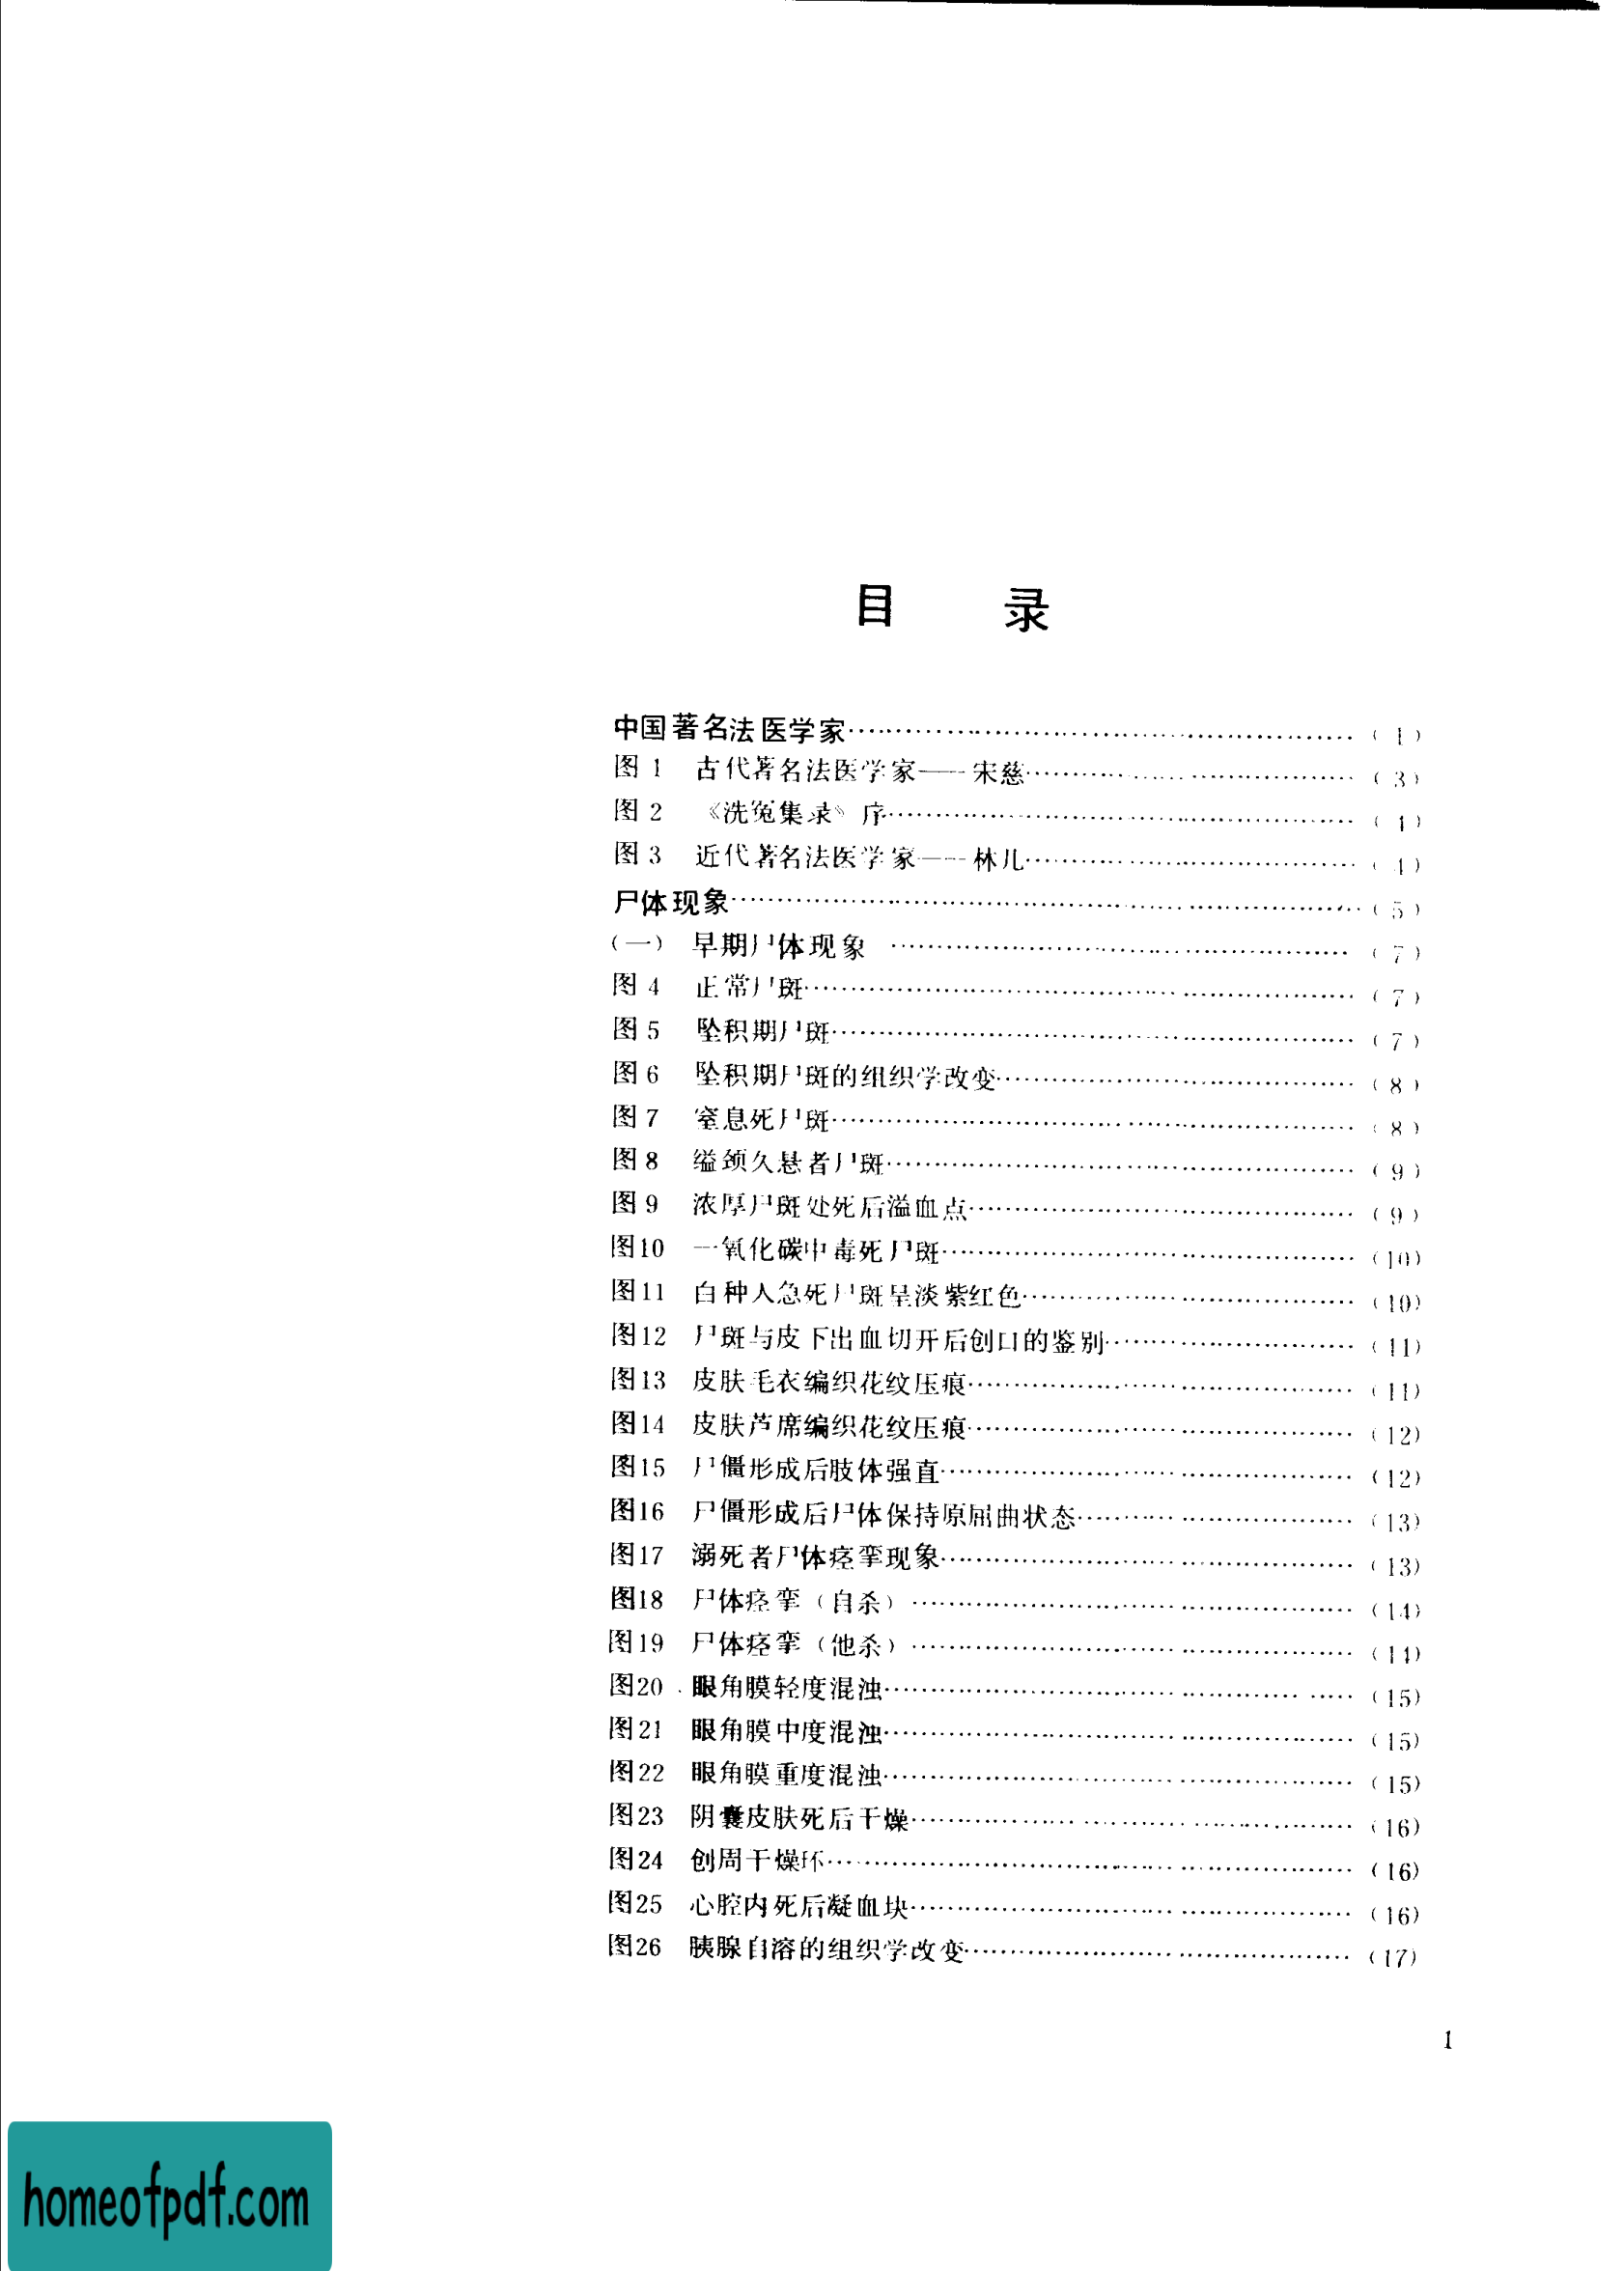 目 录
中国著名法医学家……………………………………（1）
图 1 古代著名法医学家——宋慈……………………（3）
图 2 《洗冤集录》序……………………………………（4）
图 3 近代著名法医学家——林几……………………（4）
尸体现象………………………………………………（5）
（一） 早期尸体现象 …………………………………（7）
图 4 正常尸斑…………………………………………（7）
图 5 坠积期尸斑………………………………………（7）
图 6 坠积期尸斑的组织学改变………………………（8）
图 7 窒息死尸斑………………………………………（8）
图 8 缢颈久悬者尸斑…………………………………（9）
图 9 浓厚尸斑处死后溢血点…………………………（9）
图10 一氧化碳中毒死尸斑……………………………（10）
图11 白种人急死尸斑呈淡紫红色……………………（10）
图12 尸斑与皮下出血切开后创口的鉴别……………（11）
图13 皮肤毛衣编织花纹压痕…………………………（11）
图14 皮肤芦席编织花纹压痕…………………………（12）
图15 尸僵形成后肢体强直……………………………（12）
图16 尸僵形成后尸体保持原屈曲状态………………（13）
图17 溺死者尸体痉挛现象……………………………（13）
图18 尸体痉挛（自杀）…………………………………（14）
图19 尸体痉挛（他杀）…………………………………（14）
图20 眼角膜轻度混浊…………………………………（15）
图21 眼角膜中度混浊…………………………………（15）
图22 眼角膜重度混浊…………………………………（15）
图23 阴囊皮肤死后干燥………………………………（16）
图24 创周干燥环………………………………………（16）
图25 心腔内死后凝血块………………………………（16）
图26 胰腺自溶的组织学改变…………………………（17）
1
homeofpdf.com